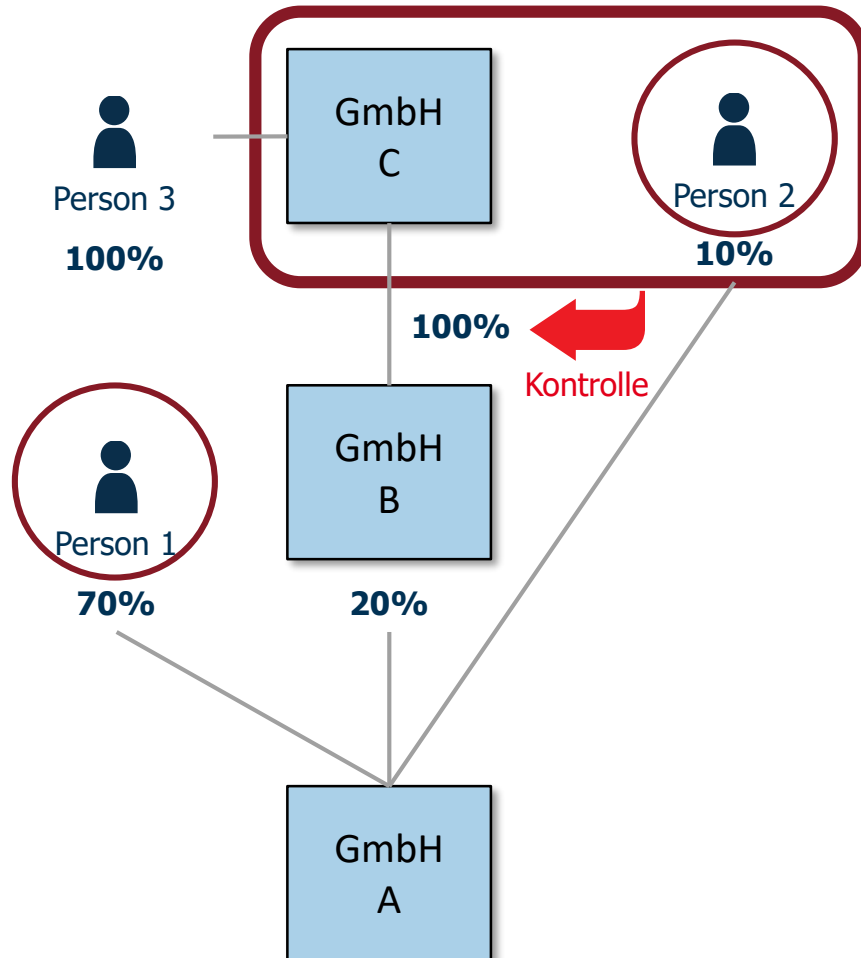 GmbH
C
Person 3
100%
Person 2
10%
100%
Kontrolle
GmbH
B
Person 1
70%
20%
GmbH
A